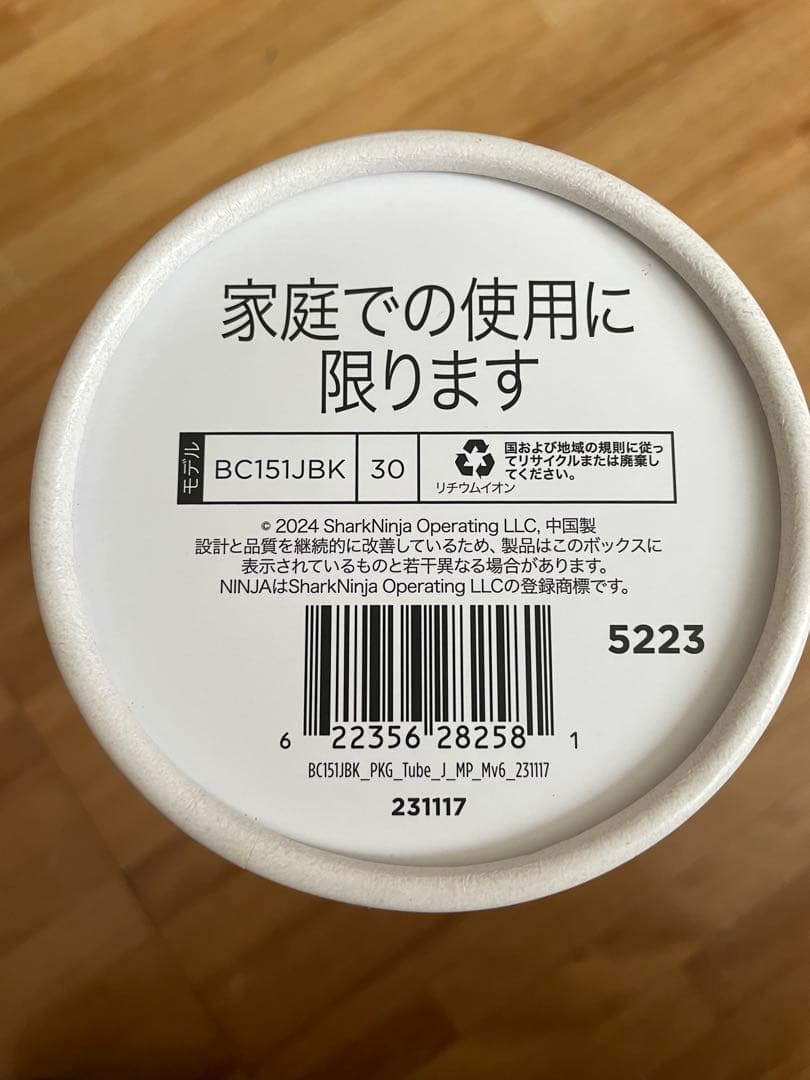 家庭での使用に
限ります
モデル
BC151JBK
30
リチウムイオン
国および地域の規則に従っ
てリサイクルまたは廃棄し
てください。
© 2024 SharkNinja Operating LLC, 中国製
設計と品質を継続的に改善しているため、製品はこのボックスに
表示されているものと若干異なる場合があります。
NINJAはSharkNinja Operating LLCの登録商標です。
5223
6 22356 28258 1
BC151JBK_PKG_Tube_J_MP_Mv6_231117
231117